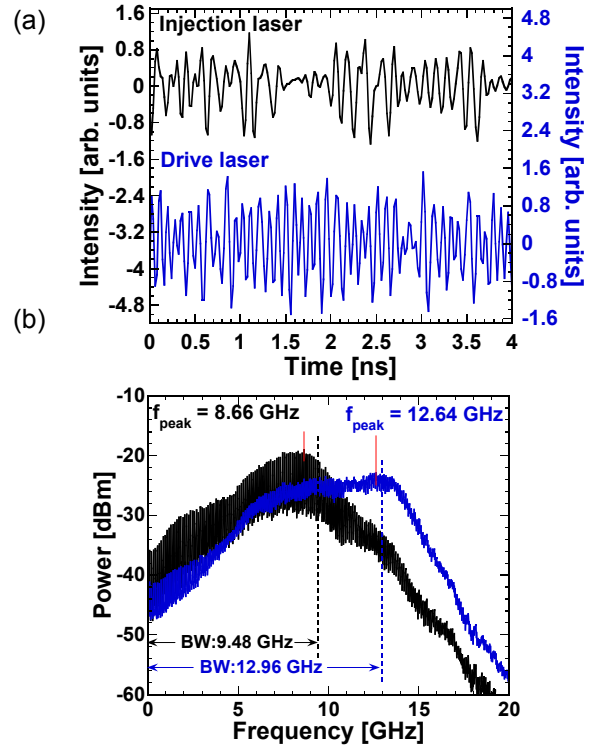 (a)
Injection laser
Drive laser
Intensity [arb. units]
1.6
0.8
0
-0.8
-1.6
-2.4
-3.2
-4
-4.8
4.8
4
3.2
2.4
1.6
0.8
0
-0.8
-1.6
Intensity [arb. units]
0 0.5 1 1.5 2 2.5 3 3.5 4
Time [ns]
(b)
f_peak = 8.66 GHz
f_peak = 12.64 GHz
Power [dBm]
-10
-20
-30
-40
-50
-60
BW:9.48 GHz
BW:12.96 GHz
0 5 10 15 20
Frequency [GHz]